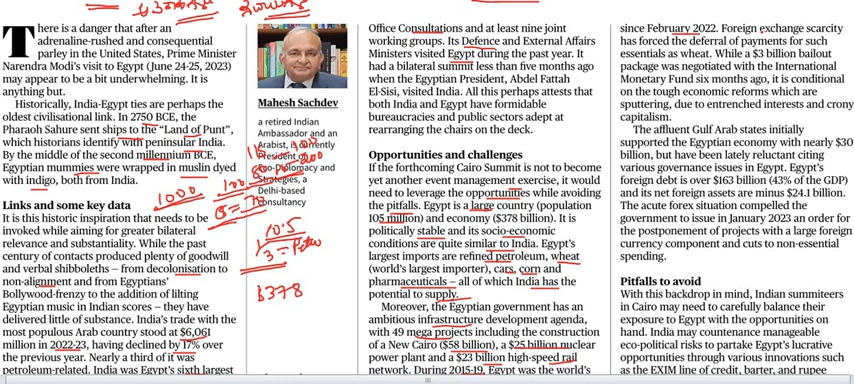 There is a danger that after an
adrenaline-rushed and consequential
parley in the United States, Prime Minister
Narendra Modi's visit to Egypt (June 24-25, 2023)
may appear to be a bit underwhelming. It is
anything but.
Historically, India-Egypt ties are perhaps the
oldest civilisational link. In 2750 BCE, the
Pharaoh Sahure sent ships to the "Land of Punt",
which historians identify with peninsular India.
By the middle of the second millennium BCE,
Egyptian mummies were wrapped in muslin dyed
with indigo, both from India.
1000
Links and some key data
It is this historic inspiration that needs to be
invoked while aiming for greater bilateral
relevance and substantiality. While the past
century of contacts produced plenty of goodwill
and verbal shibboleths – from decolonisation to
non-alignment and from Egyptians'
Bollywood-frenzy to the addition of lilting
Egyptian music in Indian scores – they have
delivered little of substance. India's trade with the
most populous Arab country stood at $6,061
million in 2022-23, having declined by 17% over
the previous year. Nearly a third of it was
petroleum-related. India was Egypt's sixth largest
Mahesh Sachdev
a retired Indian
Ambassador and an
Arabist, is currently
President of
Eco-Diplomacy and
Strategies, a
Delhi-based
consultancy
100
10.5
$378
Office Consultations and at least nine joint
working groups. Its Defence and External Affairs
Ministers visited Egypt during the past year. It
had a bilateral summit less than five months ago
when the Egyptian President, Abdel Fattah
El-Sisi, visited India. All this perhaps attests that
both India and Egypt have formidable
bureaucracies and public sectors adept at
rearranging the chairs on the deck.
Opportunities and challenges
If the forthcoming Cairo Summit is not to become
yet another event management exercise, it would
need to leverage the opportunities while avoiding
the pitfalls. Egypt is a large country (population
105 million) and economy ($378 billion). It is
politically stable and its socio-economic
conditions are quite similar to India. Egypt's
largest imports are refined petroleum, wheat
(world's largest importer), cars, corn and
pharmaceuticals – all of which India has the
potential to supply.
Moreover, the Egyptian government has an
ambitious infrastructure development agenda,
with 49 mega projects including the construction
of a New Cairo ($58 billion), a $25 billion nuclear
power plant and a $23 billion high-speed rail
network. During 2015-19, Egypt was the world's
since February 2022. Foreign exchange scarcity
has forced the deferral of payments for such
essentials as wheat. While a $3 billion bailout
package was negotiated with the International
Monetary Fund six months ago, it is conditional
on the tough economic reforms which are
sputtering, due to entrenched interests and crony
capitalism.
The affluent Gulf Arab states initially
supported the Egyptian economy with nearly $30
billion, but have been lately reluctant citing
various governance issues in Egypt. Egypt's
foreign debt is over $163 billion (43% of the GDP)
and its net foreign assets are minus $24.1 billion.
The acute forex situation compelled the
government to issue in January 2023 an order for
the postponement of projects with a large foreign
currency component and cuts to non-essential
spending.
Pitfalls to avoid
With this backdrop in mind, Indian summiteers
in Cairo may need to carefully balance their
exposure to Egypt with the opportunities on
hand. India may countenance manageable
eco-political risks to partake Egypt's lucrative
opportunities through various innovations such
as the EXIM line of credit, barter, and rupee